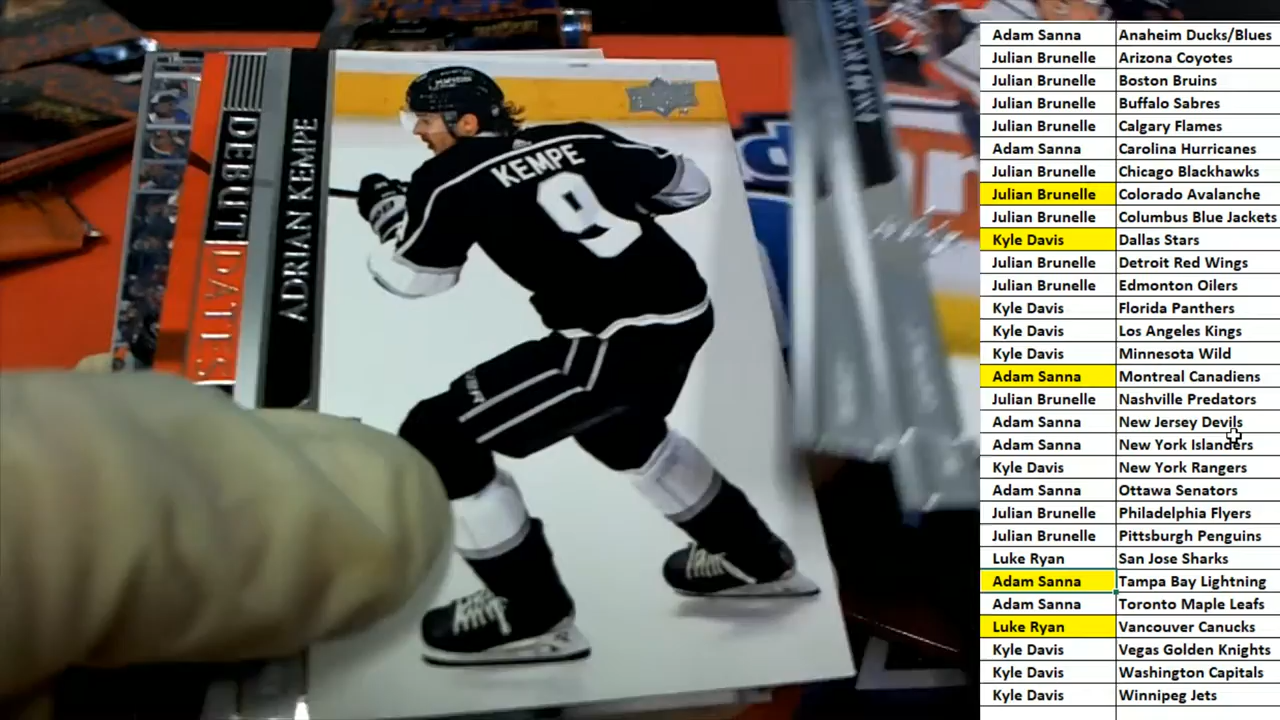 DEBUT DATES
ADRIAN KEMPE
KEMPE
9
Adam Sanna Anaheim Ducks/Blues
Julian Brunelle Arizona Coyotes
Julian Brunelle Boston Bruins
Julian Brunelle Buffalo Sabres
Julian Brunelle Calgary Flames
Adam Sanna Carolina Hurricanes
Julian Brunelle Chicago Blackhawks
Julian Brunelle Colorado Avalanche
Julian Brunelle Columbus Blue Jackets
Kyle Davis Dallas Stars
Julian Brunelle Detroit Red Wings
Julian Brunelle Edmonton Oilers
Kyle Davis Florida Panthers
Kyle Davis Los Angeles Kings
Kyle Davis Minnesota Wild
Adam Sanna Montreal Canadiens
Julian Brunelle Nashville Predators
Adam Sanna New Jersey Devils
Adam Sanna New York Islanders
Kyle Davis New York Rangers
Adam Sanna Ottawa Senators
Julian Brunelle Philadelphia Flyers
Julian Brunelle Pittsburgh Penguins
Luke Ryan San Jose Sharks
Adam Sanna Tampa Bay Lightning
Adam Sanna Toronto Maple Leafs
Luke Ryan Vancouver Canucks
Kyle Davis Vegas Golden Knights
Kyle Davis Washington Capitals
Kyle Davis Winnipeg Jets